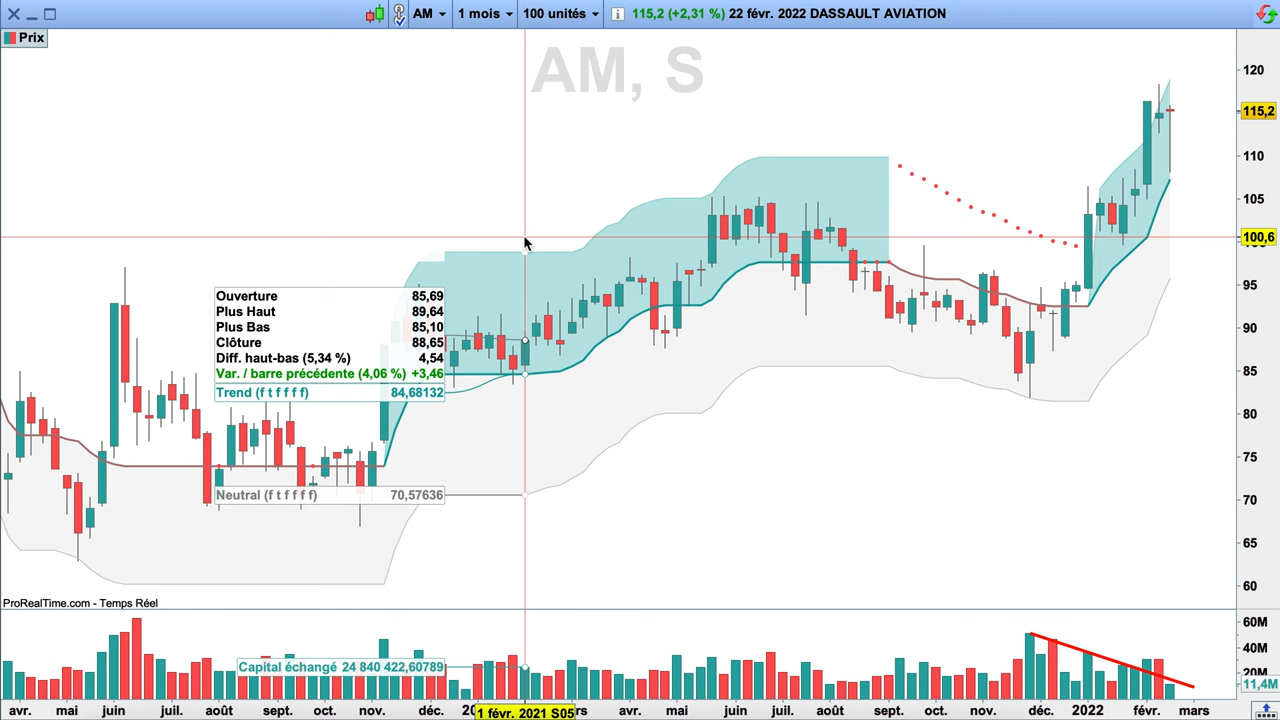 AM 1 mois 100 unités 115,2 (+2,31 %) 22 févr. 2022 DASSAULT AVIATION
Prix
AM, S
120
115,2
110
105
100,6
95
90
85
80
75
70
65
60
Ouverture 85,69
Plus Haut 89,64
Plus Bas 85,10
Clôture 88,65
Diff. haut-bas (5,34 %) 4,54
Var. / barre précédente (4,06 %) +3,46
Trend (f t f f f f) 84,68132
Neutral (f t f f f f) 70,57636
ProRealTime.com - Temps Réel
60M
40M
20M
11,4M
Capital échangé 24 840 422,60789
avr. mai juin juil. août sept. oct. nov. déc. 20 1 févr. 2021 S05 rs avr. mai juin juil. août sept. oct. nov. déc. 2022 févr. mars